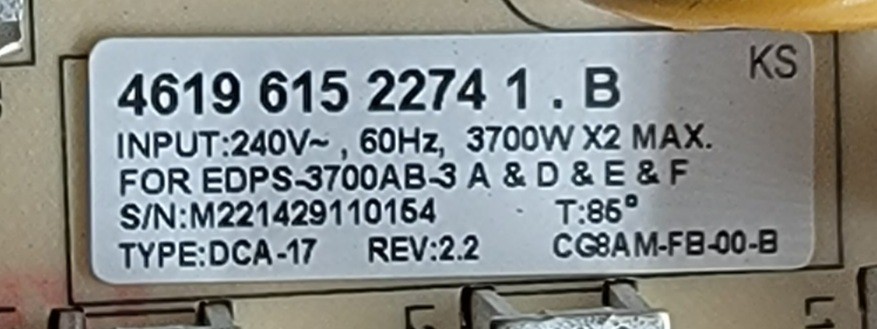 KS
4619 615 2274 1 . B
INPUT:240V~ , 60Hz, 3700W X2 MAX.
FOR EDPS-3700AB-3 A & D & E & F
S/N:M221429110154 T:85°
TYPE:DCA-17 REV:2.2 CG8AM-FB-00-B